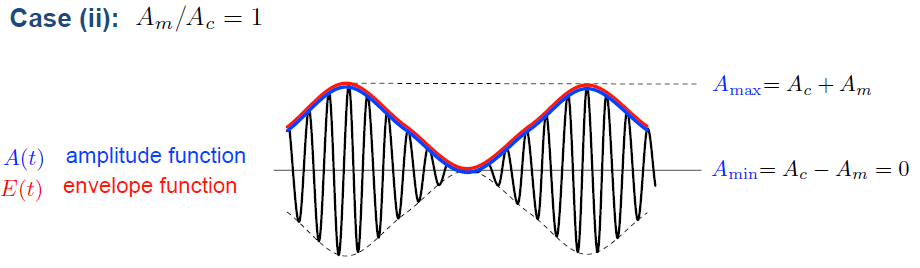 Case (ii): A_m/A_c = 1
A_max= A_c + A_m
A(t) amplitude function
E(t) envelope function
A_min= A_c − A_m = 0